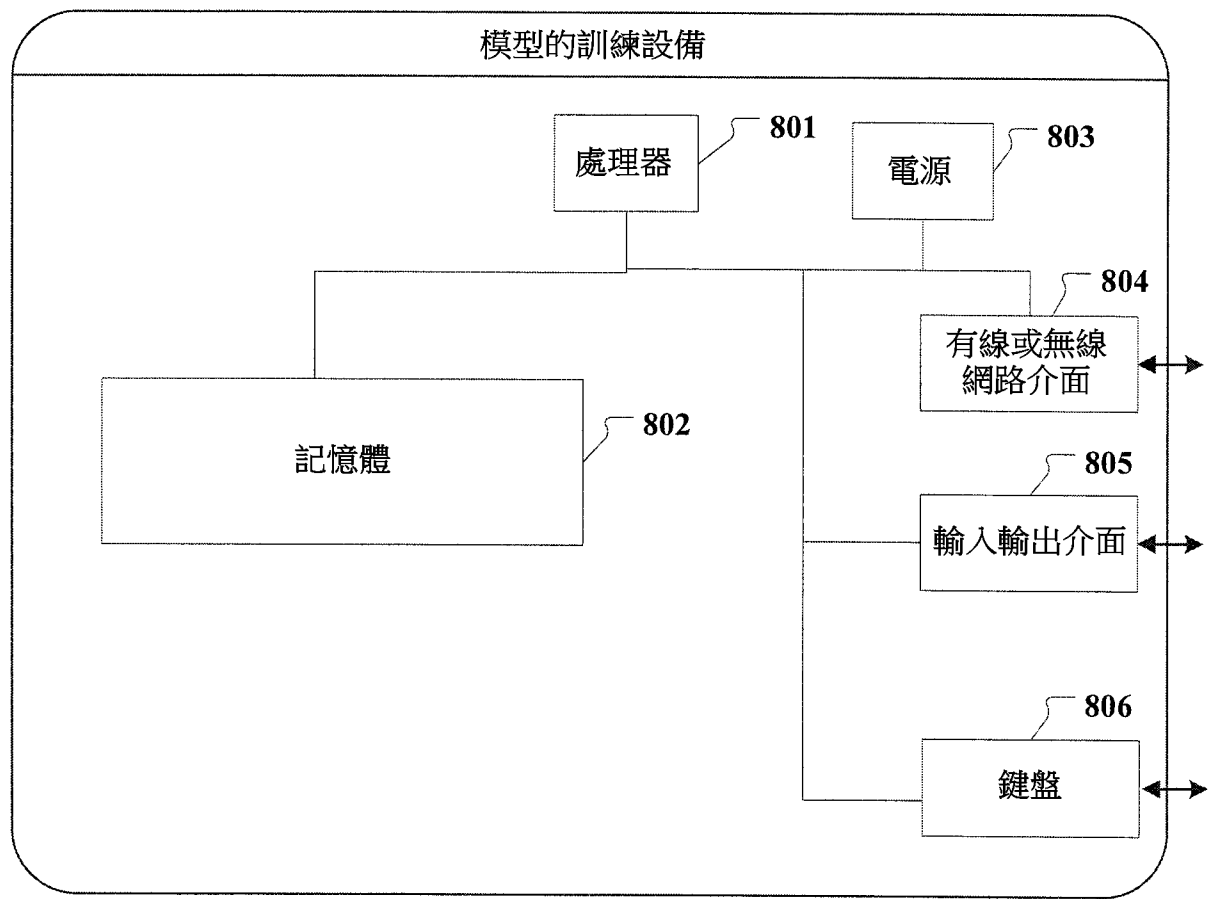 模型的訓練設備
處理器
801
電源
803
804
有線或無線
網路介面
記憶體
802
805
輸入輸出介面
806
鍵盤